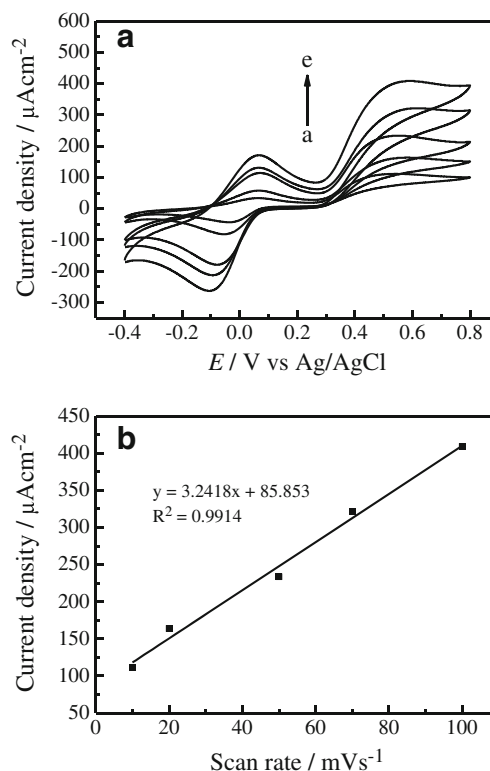 a
600
500
400
300
200
100
0
-100
-200
-300
Current density / μAcm-2
e
a
-0.4 -0.2 0.0 0.2 0.4 0.6 0.8
E / V vs Ag/AgCl
b
450
400
350
300
250
200
150
100
50
Current density / μAcm-2
y = 3.2418x + 85.853
R2 = 0.9914
0 20 40 60 80 100
Scan rate / mVs-1